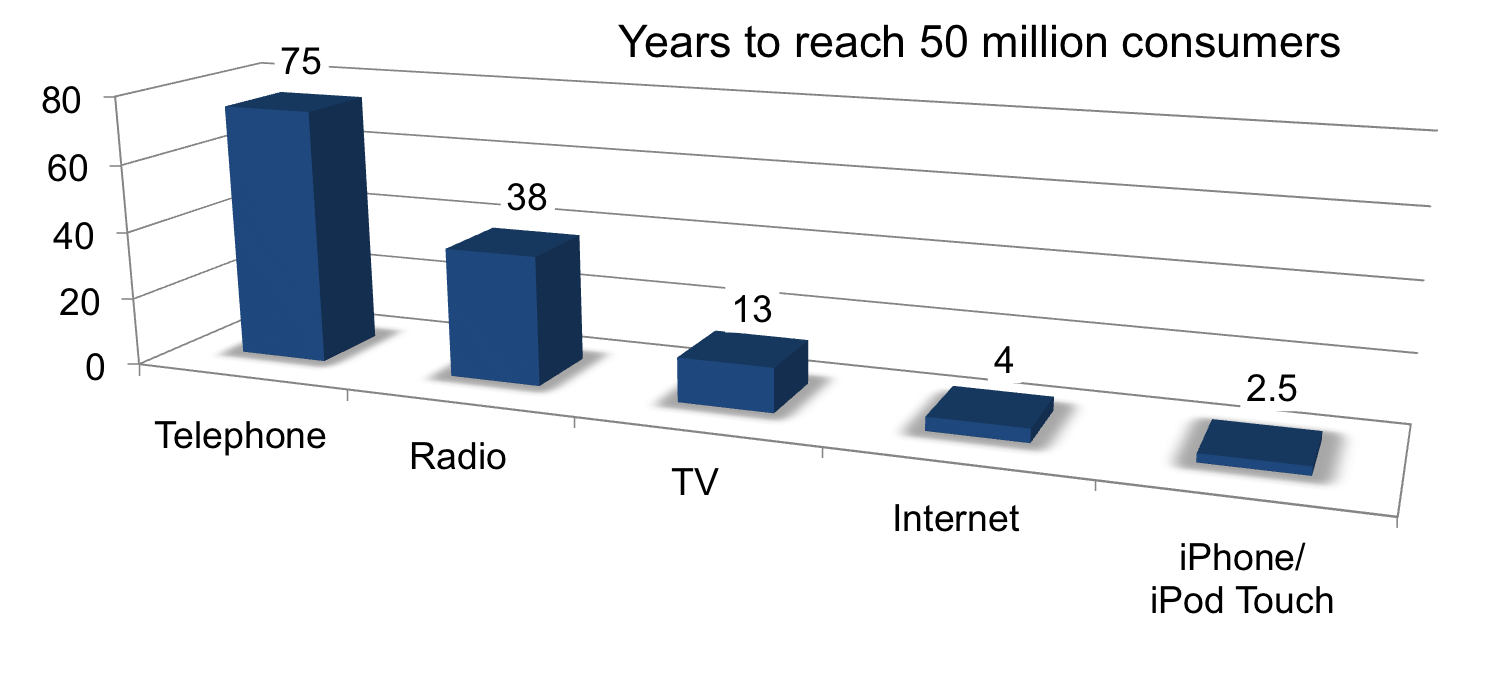 Years to reach 50 million consumers
75
38
13
4
2.5
80
60
40
20
0
Telephone
Radio
TV
Internet
iPhone/
iPod Touch